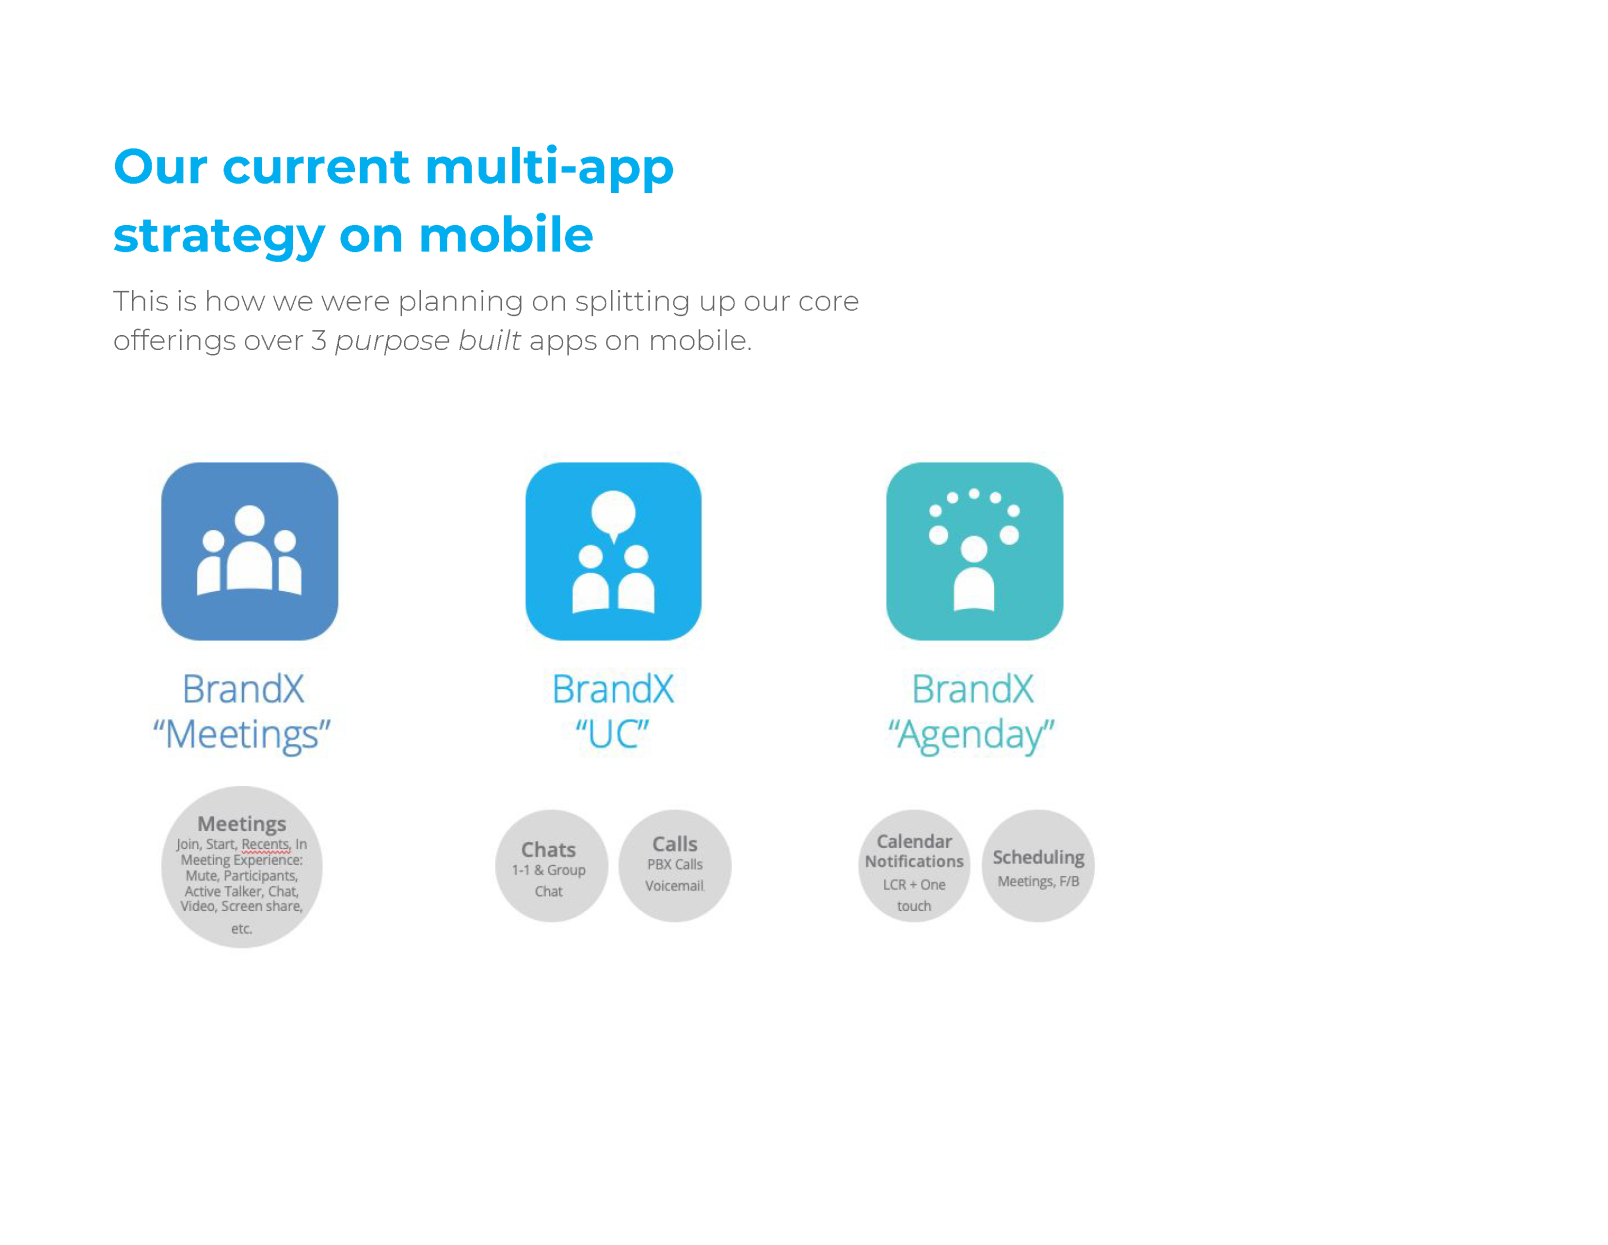 Our current multi-app
strategy on mobile
This is how we were planning on splitting up our core
offerings over 3 purpose built apps on mobile.
BrandX
“Meetings”
BrandX
“UC”
BrandX
“Agenday”
Meetings
Join, Start, Recents, In
Meeting Experience:
Mute, Participants,
Active Talker, Chat,
Video, Screen share,
etc.
Chats
1-1 & Group
Chat
Calls
PBX Calls
Voicemail
Calendar
Notifications
LCR + One
touch
Scheduling
Meetings, F/B